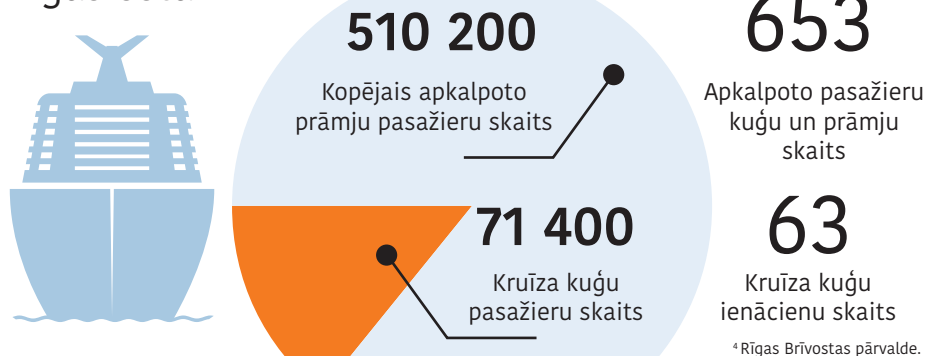 510 200
Kopējais apkalpoto
prāmju pasažieru skaits
71 400
Kruīza kuģu
pasažieru skaits
653
Apkalpoto pasažieru
kuģu un prāmju
skaits
63
Kruīza kuģu
ienācienu skaits
⁴ Rīgas Brīvostas pārvalde.